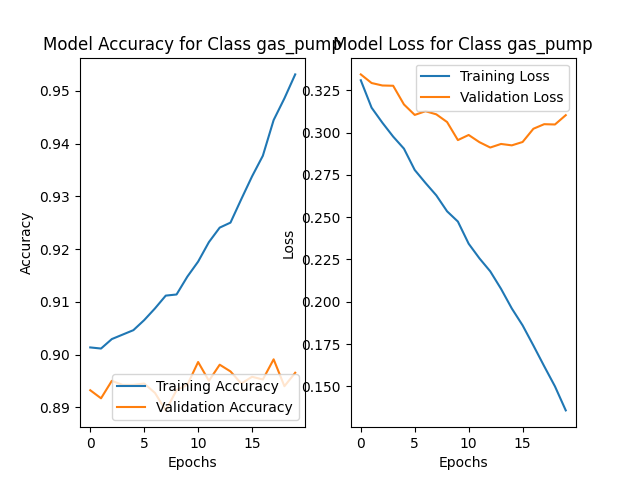 Model Accuracy for Class gas_pump
Model Loss for Class gas_pump
Accuracy
0.95
0.94
0.93
0.92
0.91
0.90
0.89
Training Accuracy
Validation Accuracy
0 5 10 15
Epochs
Loss
0.325
0.300
0.275
0.250
0.225
0.200
0.175
0.150
Training Loss
Validation Loss
0 5 10 15
Epochs